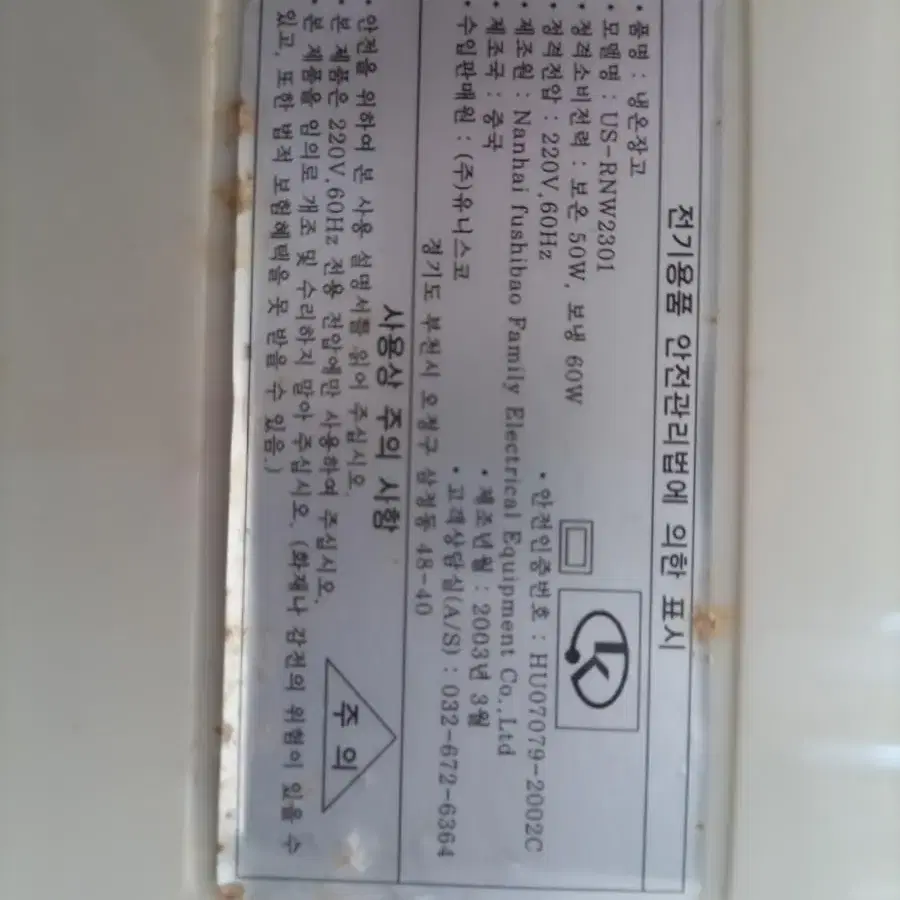 전기용품 안전관리법에 의한 표시
· 품명 : 냉온장고
· 모델명 : US-RNW2301
· 정격소비전력 : 보온 50W, 보냉 60W
· 정격전압 : 220V,60Hz
· 안전인증번호 : HU07079-2002C
· 제조원 : Nanhai fushibao Family Electrical Equipment Co.,Ltd
· 제조국 : 중국
· 제조년월 : 2003년 3월
· 수입판매원 : (주)유니스코
· 고객상담실(A/S) : 032-672-6364
경기도 부천시 오정구 삼정동 48-40
사용상 주의 사항
주 의
· 안전을 위하여 본 사용 설명서를 읽어 주십시오.
· 본 제품은 220V,60Hz 전용 전압에만 사용하여 주십시오.
· 본 제품을 임의로 개조 및 수리하지 말아 주십시오. (화재나 감전의 위험이 있을 수
있고, 또한 법적 보험혜택을 못 받을 수 있음.)